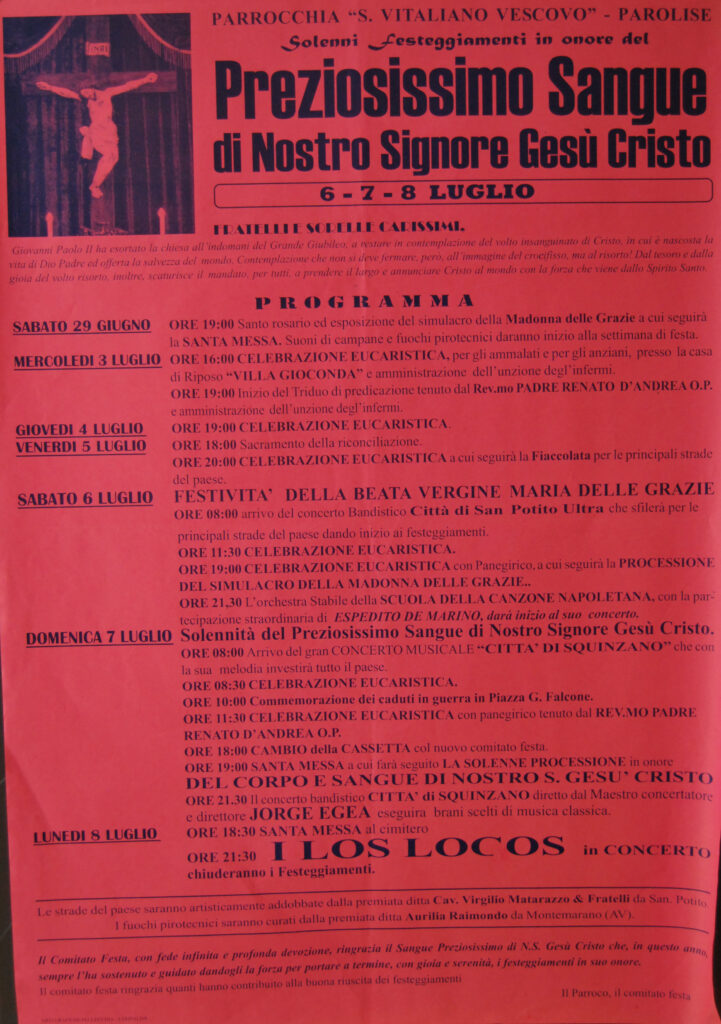 INRI
PARROCCHIA “S. VITALIANO VESCOVO” - PAROLISE
Solenni Festeggiamenti in onore del
Preziosissimo Sangue
di Nostro Signore Gesù Cristo
6 - 7 - 8 LUGLIO
FRATELLI E SORELLE CARISSIMI,
Giovanni Paolo II ha esortato la chiesa all'indomani del Grande Giubileo, a restare in contemplazione del volto insanguinato di Cristo, in cui è nascosta la
vita di Dio Padre ed offerta la salvezza del mondo. Contemplazione che non si deve fermare, però, all'immagine del crocifisso, ma al risorto! Dal tesoro e dalla
gioia del volto risorto, inoltre, scaturisce il mandato, per tutti, a prendere il largo e annunciare Cristo al mondo con la forza che viene dallo Spirito Santo.
PROGRAMMA
SABATO 29 GIUGNO ORE 19:00 Santo rosario ed esposizione del simulacro della Madonna delle Grazie a cui seguirà
la SANTA MESSA. Suoni di campane e fuochi pirotecnici daranno inizio alla settimana di festa.
MERCOLEDI 3 LUGLIO ORE 16:00 CELEBRAZIONE EUCARISTICA, per gli ammalati e per gli anziani, presso la casa
di Riposo “VILLA GIOCONDA” e amministrazione dell'unzione degl'infermi.
ORE 19:00 Inizio del Triduo di predicazione tenuto dal Rev.mo PADRE RENATO D'ANDREA O.P.
e amministrazione dell'unzione degl'infermi.
GIOVEDI 4 LUGLIO ORE 19:00 CELEBRAZIONE EUCARISTICA.
VENERDI 5 LUGLIO ORE 18:00 Sacramento della riconciliazione.
ORE 20:00 CELEBRAZIONE EUCARISTICA a cui seguirà la Fiaccolata per le principali strade
del paese.
SABATO 6 LUGLIO FESTIVITA' DELLA BEATA VERGINE MARIA DELLE GRAZIE
ORE 08:00 arrivo del concerto Bandistico Città di San Potito Ultra che sfilerà per le
principali strade del paese dando inizio ai festeggiamenti.
ORE 11:30 CELEBRAZIONE EUCARISTICA.
ORE 19:00 CELEBRAZIONE EUCARISTICA con Panegirico, a cui seguirà la PROCESSIONE
DEL SIMULACRO DELLA MADONNA DELLE GRAZIE..
ORE 21,30 L'orchestra Stabile della SCUOLA DELLA CANZONE NAPOLETANA, con la par-
tecipazione straordinaria di ESPEDITO DE MARINO, dará inizio al suo concerto.
DOMENICA 7 LUGLIO Solennità del Preziosissimo Sangue di Nostro Signore Gesù Cristo.
ORE 08:00 Arrivo del gran CONCERTO MUSICALE “CITTA' DI SQUINZANO” che con
la sua melodia investirà tutto il paese.
ORE 08:30 CELEBRAZIONE EUCARISTICA.
ORE 10:00 Commemorazione dei caduti in guerra in Piazza G. Falcone.
ORE 11:30 CELEBRAZIONE EUCARISTICA con panegirico tenuto dal REV.MO PADRE
RENATO D'ANDREA O.P.
ORE 18:00 CAMBIO della CASSETTA col nuovo comitato festa.
ORE 19:00 SANTA MESSA a cui farà seguito LA SOLENNE PROCESSIONE in onore
DEL CORPO E SANGUE DI NOSTRO S. GESU' CRISTO
ORE 21.30 Il concerto bandistico CITTA' di SQUINZANO diretto dal Maestro concertatore
e direttore JORGE EGEA eseguira brani scelti di musica classica.
LUNEDI 8 LUGLIO ORE 18:30 SANTA MESSA al cimitero
ORE 21:30 I LOS LOCOS in CONCERTO
chiuderanno i Festeggiamenti.
Le strade del paese saranno artisticamente addobbate dalla premiata ditta Cav. Virgilio Matarazzo & Fratelli da San. Potito.
I fuochi pirotecnici saranno curati dalla premiata ditta Aurilia Raimondo da Montemarano (AV).
Il Comitato Festa, con fede infinita e profonda devozione, ringrazia il Sangue Preziosissimo di N.S. Gesù Cristo che, in questo anno,
sempre l'ha sostenuto e guidato dandogli la forza per portare a termine, con gioia e serenità, i festeggiamenti in suo onore.
Il comitato festa ringrazia quanti hanno contribuito alla buona riuscita dei festeggiamenti
Il Parroco, il comitato festa